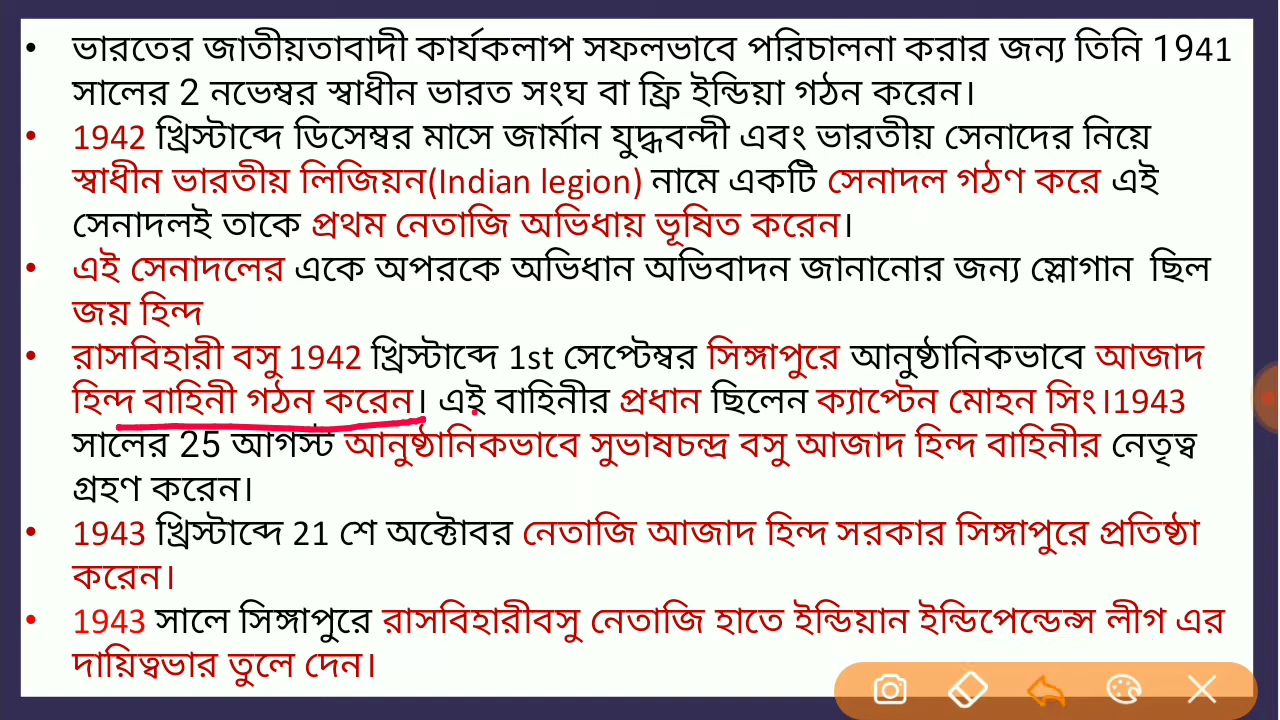 • ভারতের জাতীয়তাবাদী কার্যকলাপ সফলভাবে পরিচালনা করার জন্য তিনি 1941
সালের 2 নভেম্বর স্বাধীন ভারত সংঘ বা ফ্রি ইন্ডিয়া গঠন করেন।
• 1942 খ্রিস্টাব্দে ডিসেম্বর মাসে জার্মান যুদ্ধবন্দী এবং ভারতীয় সেনাদের নিয়ে
স্বাধীন ভারতীয় লিজিয়ন(Indian legion) নামে একটি সেনাদল গঠণ করে এই
সেনাদলই তাকে প্রথম নেতাজি অভিধায় ভূষিত করেন।
• এই সেনাদলের একে অপরকে অভিধান অভিবাদন জানানোর জন্য স্লোগান ছিল
জয় হিন্দ
• রাসবিহারী বসু 1942 খ্রিস্টাব্দে 1st সেপ্টেম্বর সিঙ্গাপুরে আনুষ্ঠানিকভাবে আজাদ
হিন্দ বাহিনী গঠন করেন। এই বাহিনীর প্রধান ছিলেন ক্যাপ্টেন মোহন সিং।1943
সালের 25 আগস্ট আনুষ্ঠানিকভাবে সুভাষচন্দ্র বসু আজাদ হিন্দ বাহিনীর নেতৃত্ব
গ্রহণ করেন।
• 1943 খ্রিস্টাব্দে 21 শে অক্টোবর নেতাজি আজাদ হিন্দ সরকার সিঙ্গাপুরে প্রতিষ্ঠা
করেন।
• 1943 সালে সিঙ্গাপুরে রাসবিহারীবসু নেতাজি হাতে ইন্ডিয়ান ইন্ডিপেন্ডেন্স লীগ এর
দায়িত্বভার তুলে দেন।